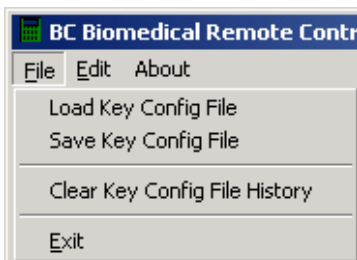 BC Biomedical Remote Contr
File Edit About
Load Key Config File
Save Key Config File
Clear Key Config File History
Exit